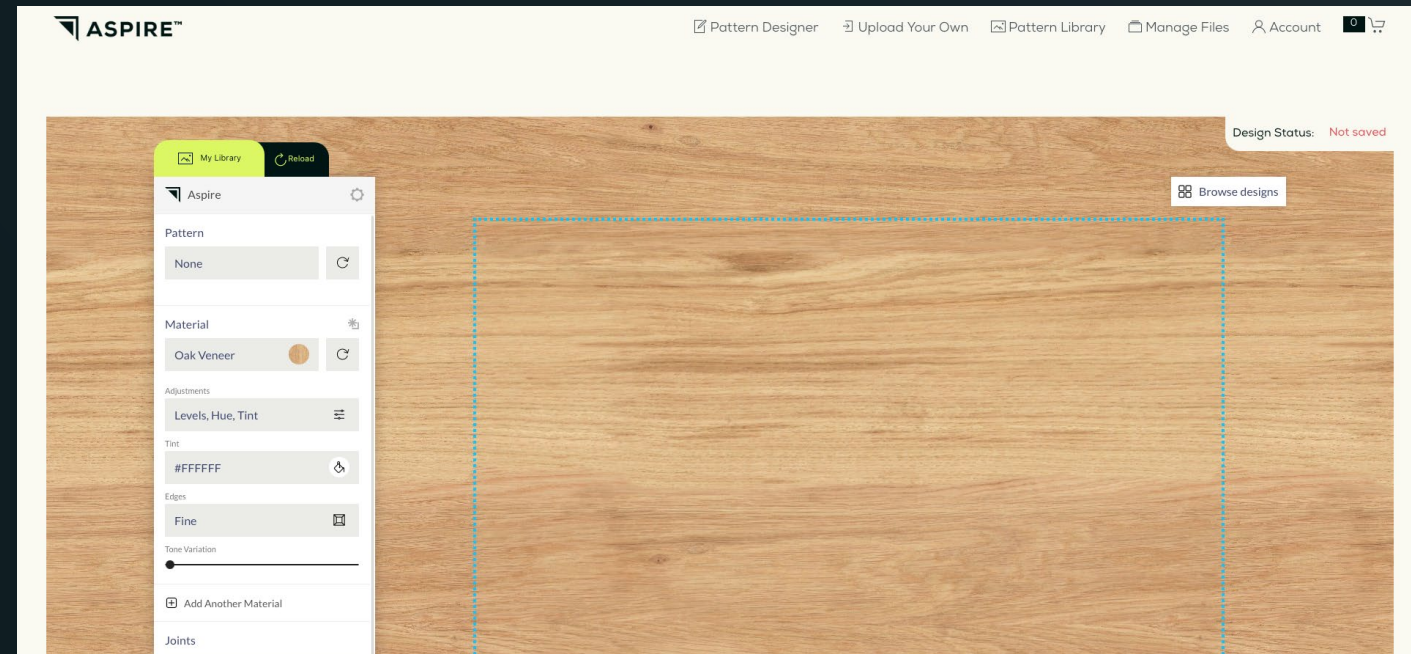 ASPIRE™
Pattern Designer Upload Your Own Pattern Library Manage Files Account 0
Design Status: Not saved
My Library Reload
Aspire
Browse designs
Pattern
None
Material
Oak Veneer
Adjustments
Levels, Hue, Tint
Tint
#FFFFFF
Edges
Fine
Tone Variation
Add Another Material
Joints